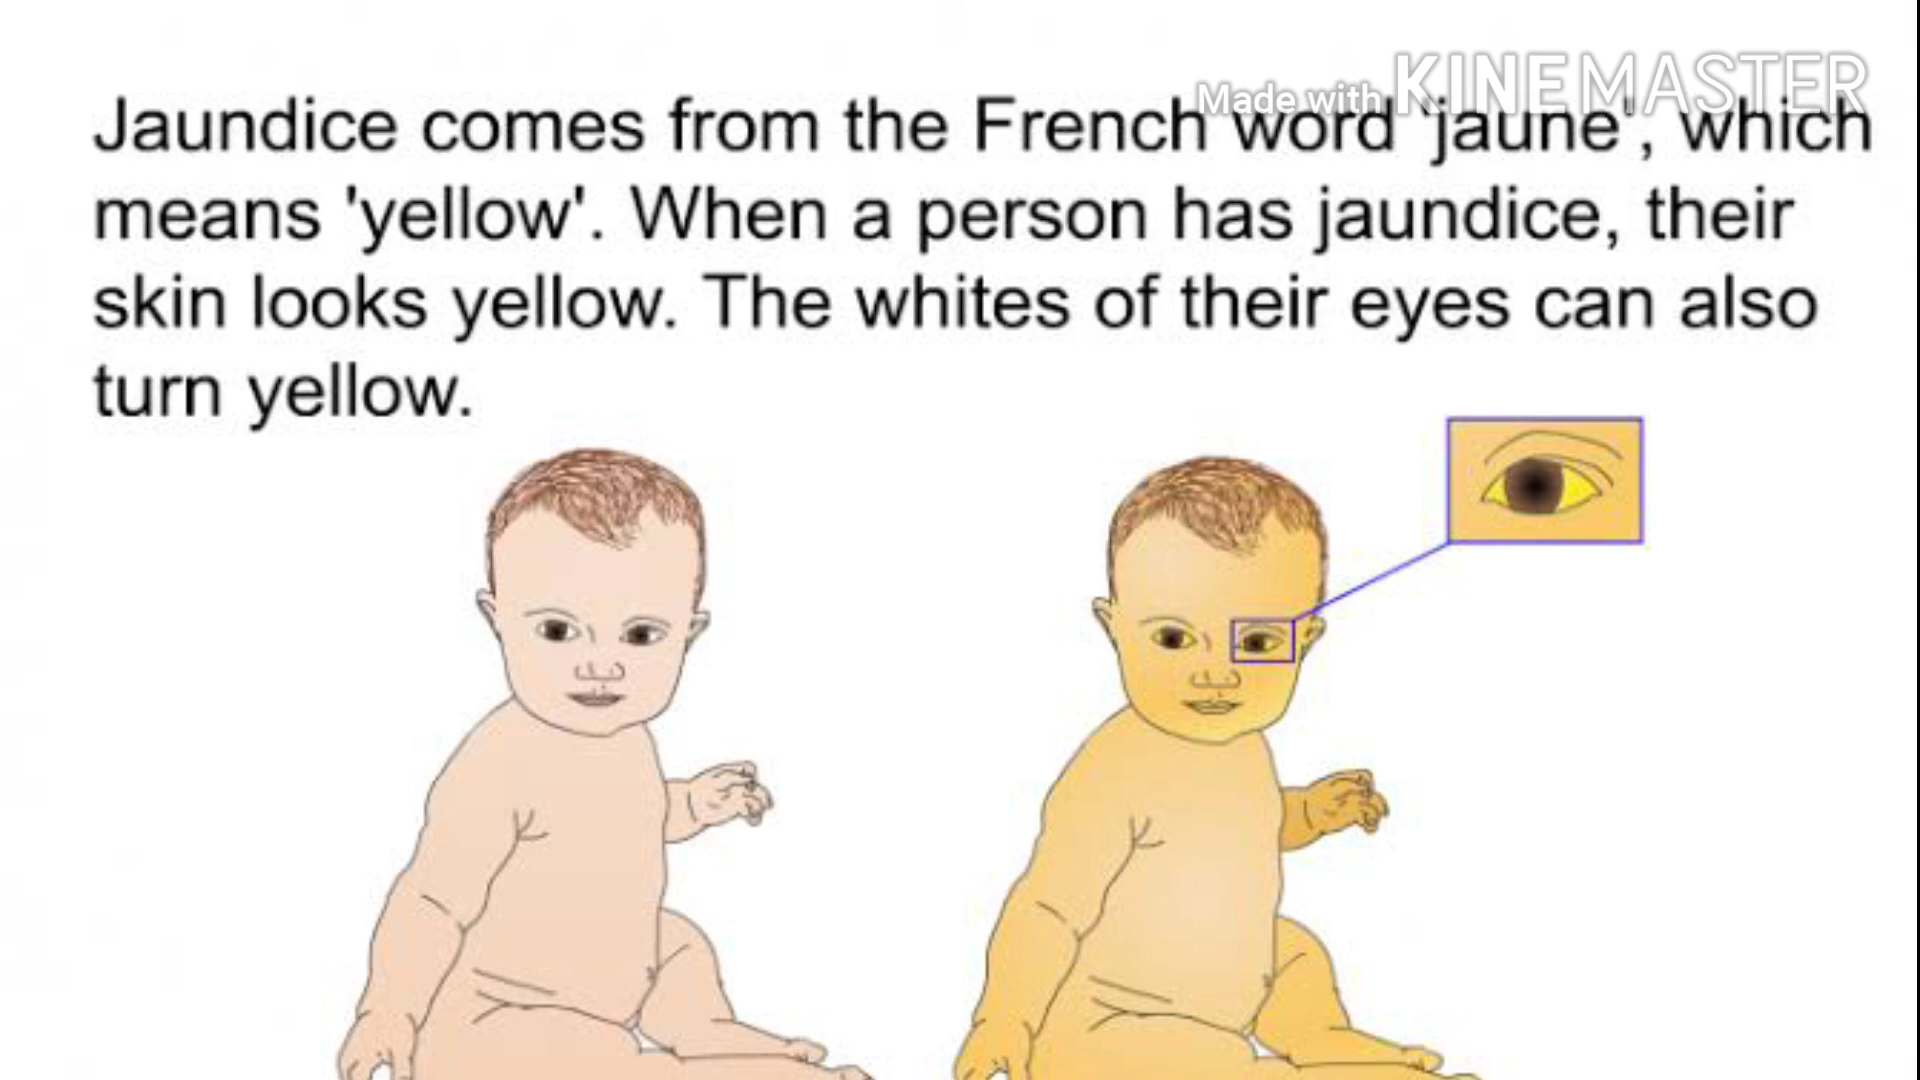 Made with KINEMASTER
Jaundice comes from the French word 'jaune', which
means 'yellow'. When a person has jaundice, their
skin looks yellow. The whites of their eyes can also
turn yellow.